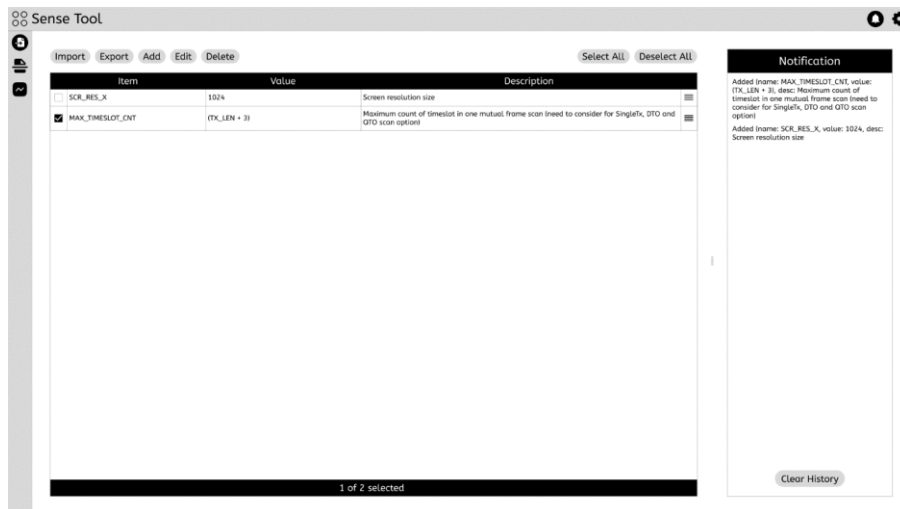 Sense Tool
Import Export Add Edit Delete Select All Deselect All
Item Value Description
SCR_RES_X 1024 Screen resolution size
MAX_TIMESLOT_CNT (TX_LEN + 3) Maximum count of timeslot in one mutual frame scan (need to consider for SingleTx, DTO and
QTO scan option)
1 of 2 selected
Notification
Added (name: MAX_TIMESLOT_CNT, value:
(TX_LEN + 3), desc: Maximum count of
timeslot in one mutual frame scan (need to
consider for SingleTx, DTO and QTO scan
option)
Added (name: SCR_RES_X, value: 1024, desc:
Screen resolution size
Clear History